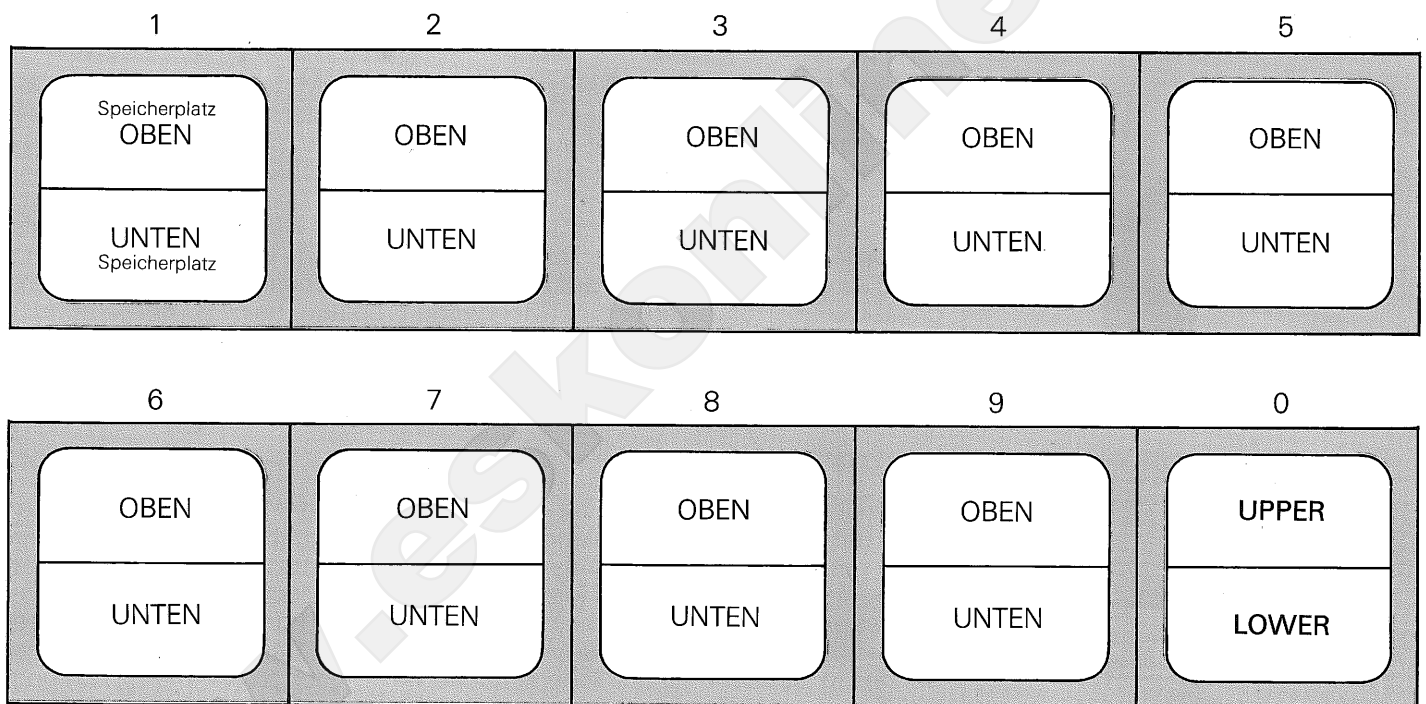 1 2 3 4 5
Speicherplatz
OBEN OBEN OBEN OBEN OBEN
UNTEN UNTEN UNTEN UNTEN UNTEN
Speicherplatz
6 7 8 9 0
OBEN OBEN OBEN OBEN UPPER
UNTEN UNTEN UNTEN UNTEN LOWER